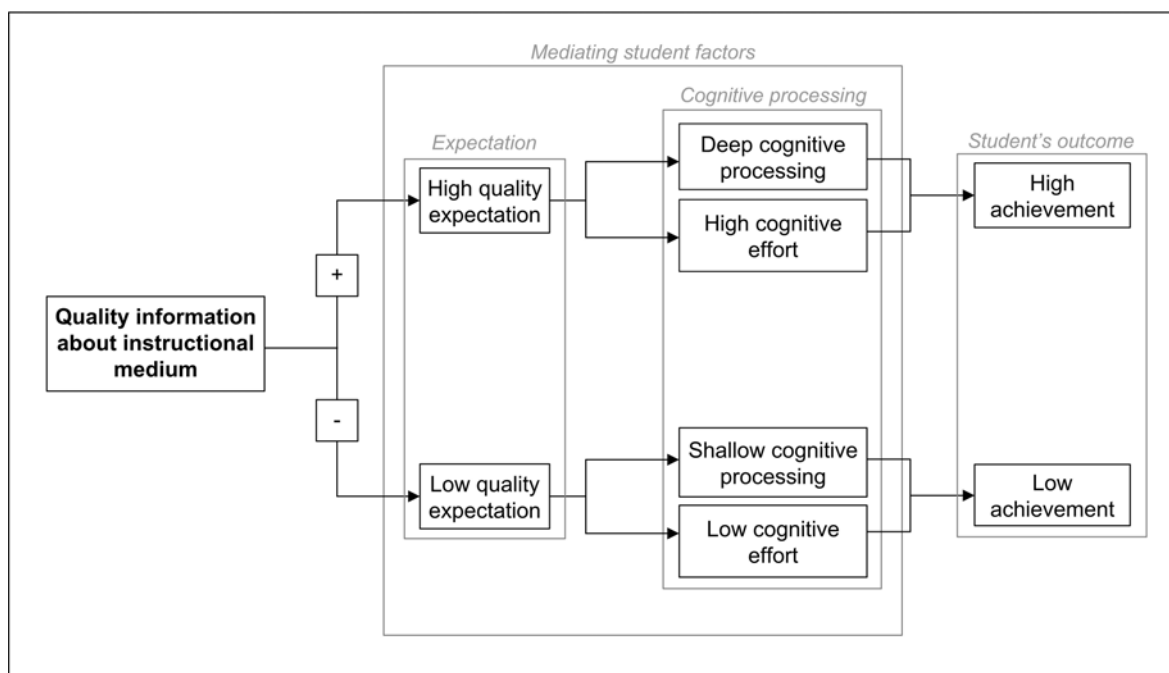 Mediating student factors
Cognitive processing
Expectation
Student's outcome
Deep cognitive
processing
High quality
expectation
High
achievement
High cognitive
effort
+
Quality information
about instructional
medium
-
Shallow cognitive
processing
Low quality
expectation
Low
achievement
Low cognitive
effort